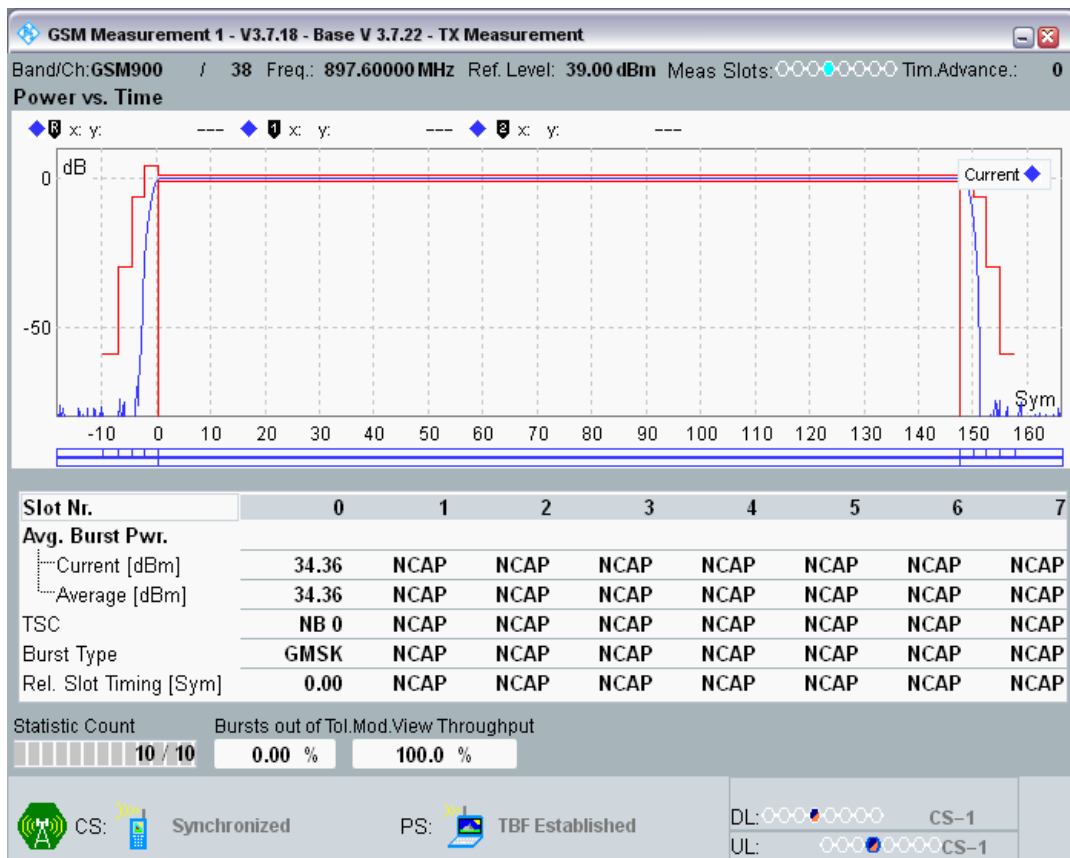 GSM Measurement 1 - V3.7.18 - Base V 3.7.22 - TX Measurement
Band/Ch:GSM900 / 38 Freq.: 897.60000 MHz Ref. Level: 39.00 dBm Meas Slots: Tim.Advance.: 0
Power vs. Time
R x: y: --- 1 x: y: --- 2 x: y: ---
dB
Current
0
-50
Sym
-10 0 10 20 30 40 50 60 70 80 90 100 110 120 130 140 150 160
Slot Nr. 0 1 2 3 4 5 6 7
Avg. Burst Pwr.
Current [dBm] 34.36 NCAP NCAP NCAP NCAP NCAP NCAP NCAP
Average [dBm] 34.36 NCAP NCAP NCAP NCAP NCAP NCAP NCAP
TSC NB 0 NCAP NCAP NCAP NCAP NCAP NCAP NCAP
Burst Type GMSK NCAP NCAP NCAP NCAP NCAP NCAP NCAP
Rel. Slot Timing [Sym] 0.00 NCAP NCAP NCAP NCAP NCAP NCAP NCAP
Statistic Count Bursts out of Tol.Mod.View Throughput
10 / 10 0.00 % 100.0 %
CS: Synchronized PS: TBF Established
DL: CS-1
UL: CS-1